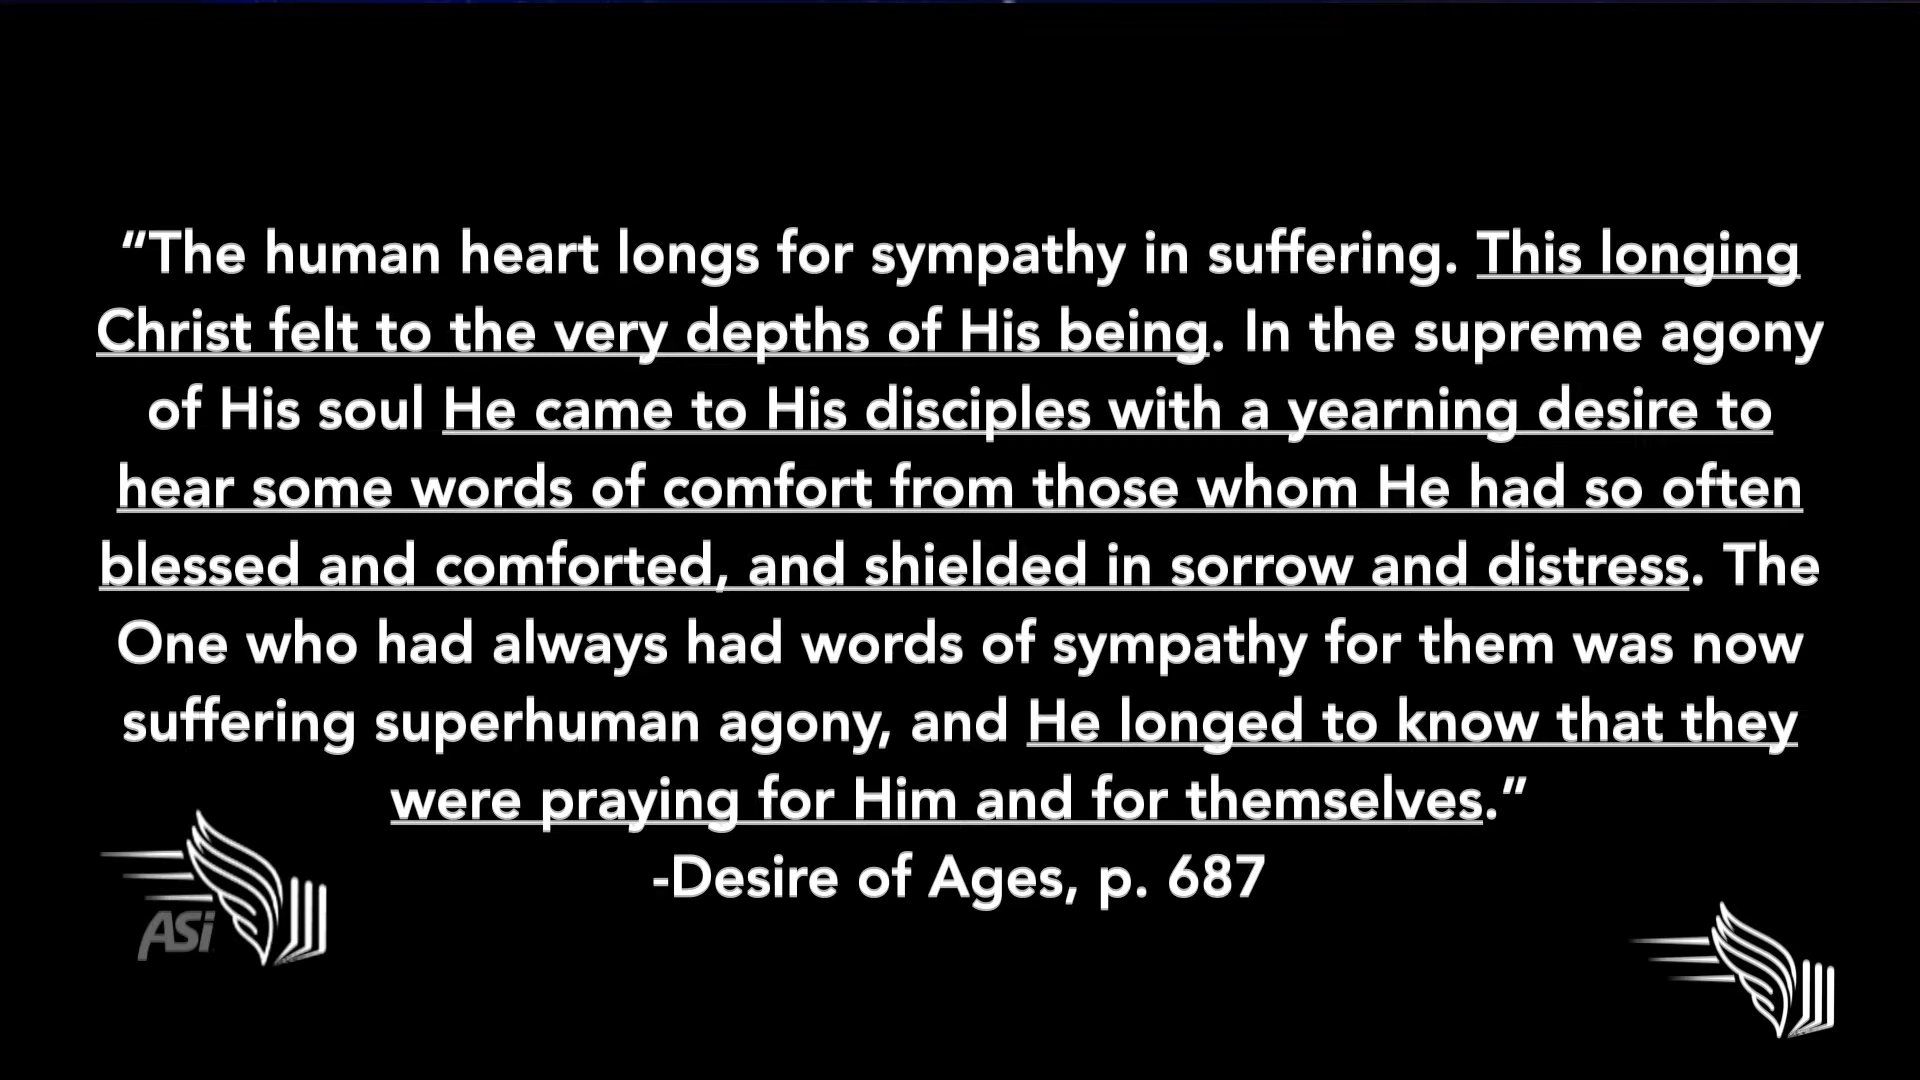 “The human heart longs for sympathy in suffering. This longing
Christ felt to the very depths of His being. In the supreme agony
of His soul He came to His disciples with a yearning desire to
hear some words of comfort from those whom He had so often
blessed and comforted, and shielded in sorrow and distress. The
One who had always had words of sympathy for them was now
suffering superhuman agony, and He longed to know that they
were praying for Him and for themselves.”
-Desire of Ages, p. 687
ASi